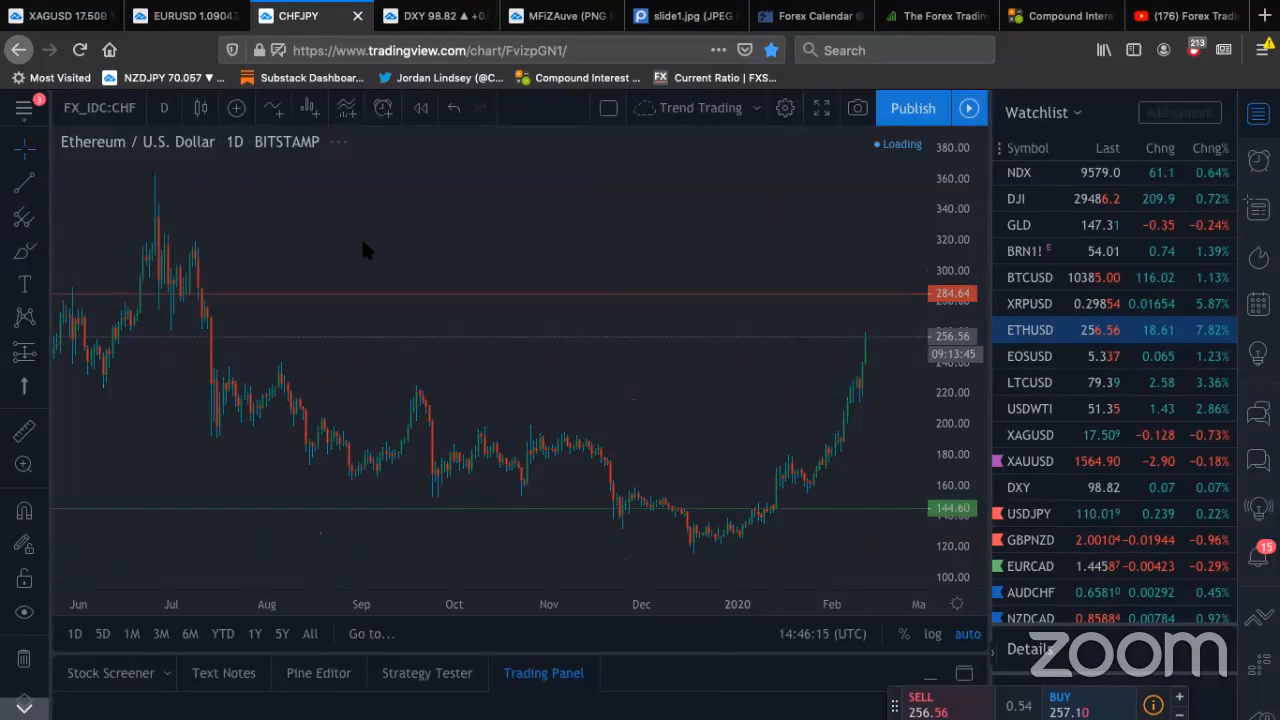 XAGUSD 17.508
EURUSD 1.09043
CHFJPY
DXY 98.82 ▲ +0.
MFiZAuve (PNG I
slide1.jpg (JPEG
Forex Calendar @
The Forex Trading
Compound Intere
(176) Forex Tradi
https://www.tradingview.com/chart/FvizpGN1/
Search
213
Most Visited
NZDJPY 70.057 ▼ ...
Substack Dashboar...
Jordan Lindsey (@C...
Compound Interest ...
FX Current Ratio | FXS...
3
FX_IDC:CHF
D
Trend Trading
Publish
Watchlist
Add symbol
Ethereum / U.S. Dollar 1D BITSTAMP ...
Loading
Symbol Last Chng Chng%
NDX 9579.0 61.1 0.64%
DJI 29486.2 209.9 0.72%
GLD 147.31 −0.35 −0.24%
BRN1! E 54.01 0.74 1.39%
BTCUSD 10385.00 116.02 1.13%
XRPUSD 0.29854 0.01654 5.87%
ETHUSD 256.56 18.61 7.82%
EOSUSD 5.337 0.065 1.23%
LTCUSD 79.39 2.58 3.36%
USDWTI 51.35 1.43 2.86%
XAGUSD 17.509 −0.128 −0.73%
XAUUSD 1564.90 −2.90 −0.18%
DXY 98.82 0.07 0.07%
USDJPY 110.019 0.239 0.22%
GBPNZD 2.00104 −0.01944 −0.96%
EURCAD 1.44587 −0.00423 −0.29%
AUDCHF 0.65810 0.00292 0.45%
NZDCAD 0.85884 0.00784 0.92%
380.00
360.00
340.00
320.00
300.00
284.64
280.00
256.56
09:13:45
240.00
220.00
200.00
180.00
160.00
144.60
140.00
120.00
100.00
Jun Jul Aug Sep Oct Nov Dec 2020 Feb Ma
1D 5D 1M 3M 6M YTD 1Y 5Y All Go to...
14:46:15 (UTC) % log auto
15
Details
zoom
Stock Screener
Text Notes
Pine Editor
Strategy Tester
Trading Panel
SELL
256.56
0.54
BUY
257.10